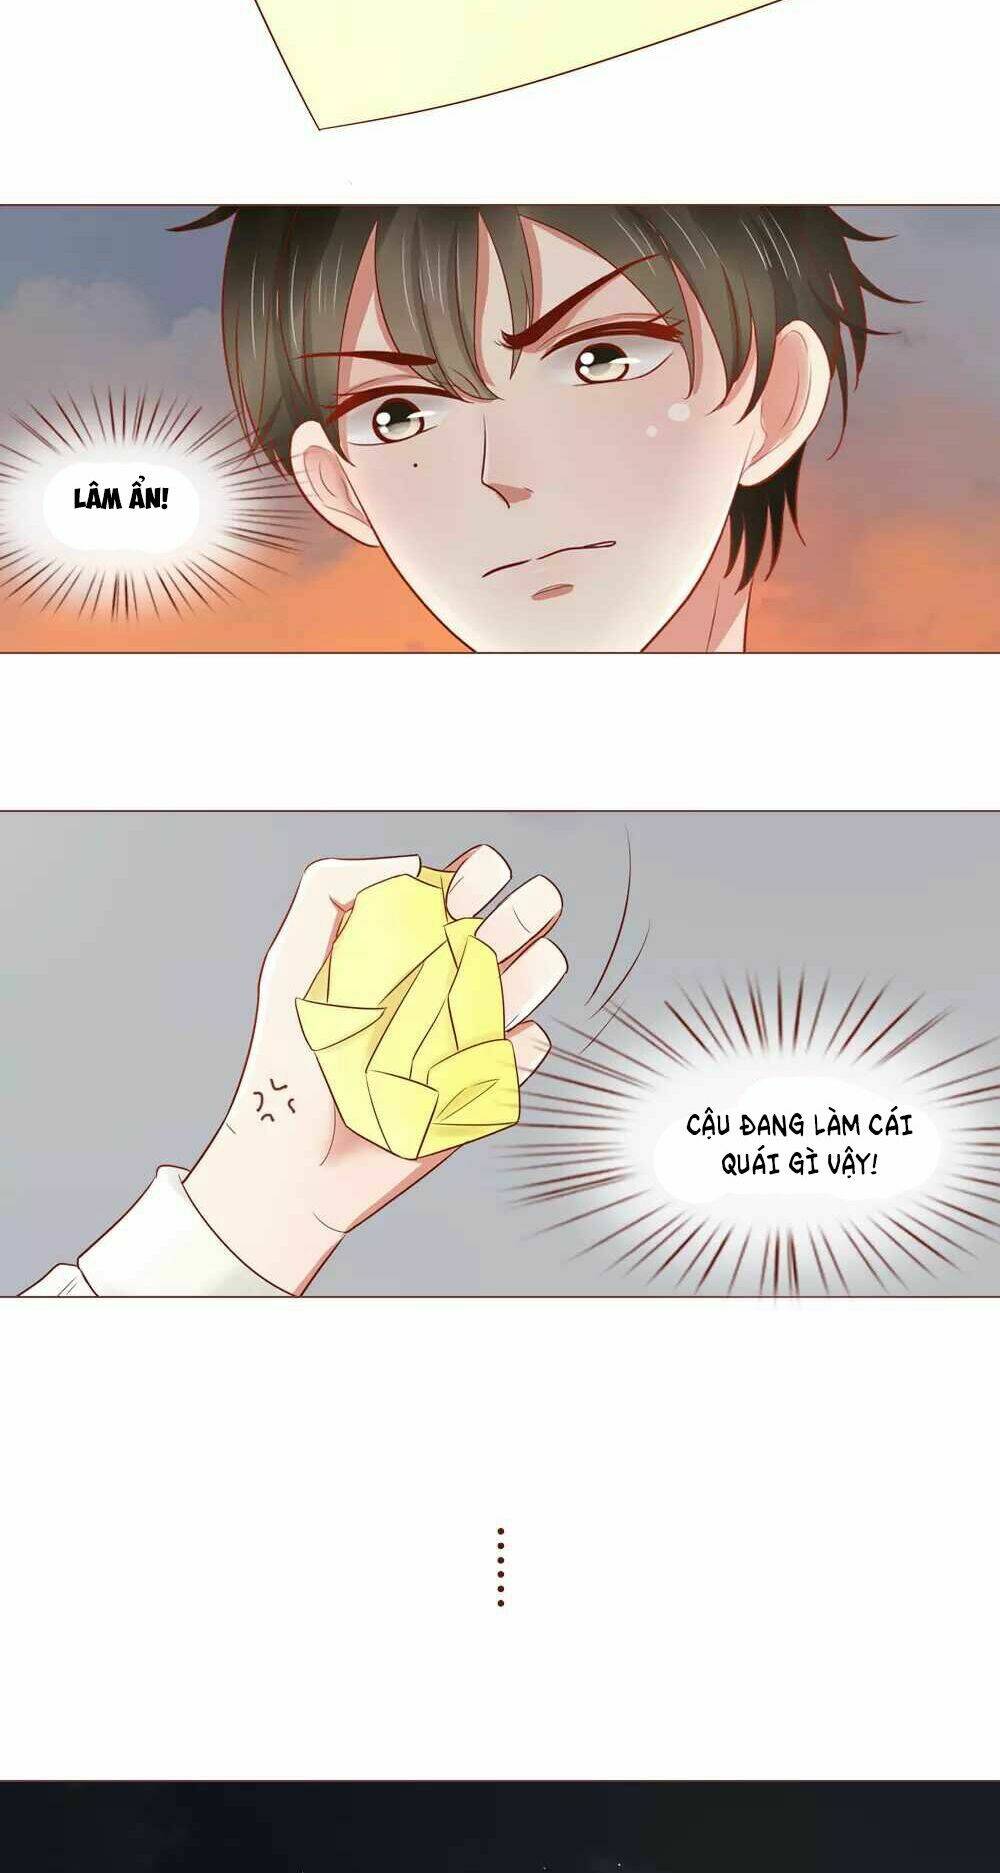 LÂM ẨN!
CẬU ĐANG LÀM CÁI
QUÁI GÌ VẬY!
......